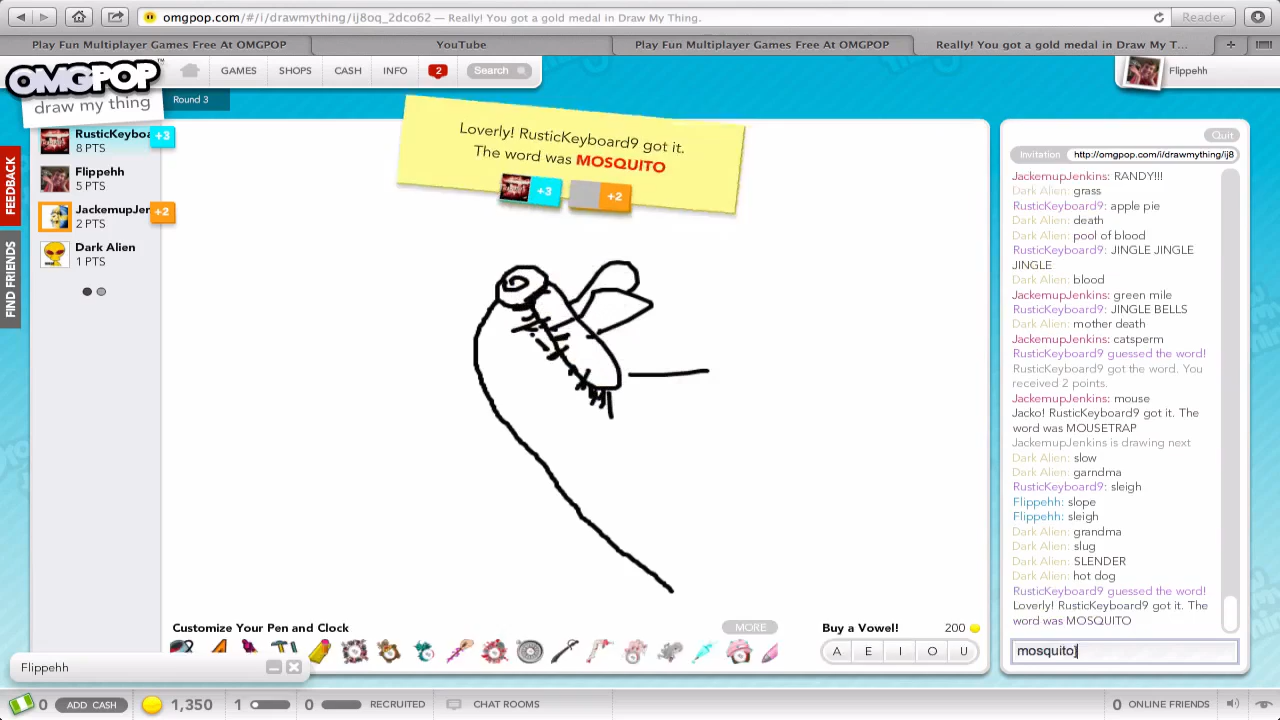 omgpop.com/#/i/drawmything/ij8oq_2dco62 — Really! You got a gold medal in Draw My Thing.
Reader
Play Fun Multiplayer Games Free At OMGPOP
YouTube
Play Fun Multiplayer Games Free At OMGPOP
Really! You got a gold medal in Draw My T...
OMGPOP
draw my thing
GAMES
SHOPS
CASH
INFO
2
Search
Flippehh
Round 3
FEEDBACK
FIND FRIENDS
RusticKeyboa
+3
8 PTS
Flippehh
5 PTS
JackemupJer
+2
2 PTS
Dark Alien
1 PTS
Loverly! RusticKeyboard9 got it.
The word was MOSQUITO
+3
+2
Quit
Invitation
http://omgpop.com/i/drawmything/ij8
JackemupJenkins: RANDY!!!
Dark Alien: grass
RusticKeyboard9: apple pie
Dark Alien: death
Dark Alien: pool of blood
RusticKeyboard9: JINGLE JINGLE
JINGLE
Dark Alien: blood
JackemupJenkins: green mile
RusticKeyboard9: JINGLE BELLS
Dark Alien: mother death
JackemupJenkins: catsperm
RusticKeyboard9 guessed the word!
RusticKeyboard9 got the word. You
received 2 points.
JackemupJenkins: mouse
Jacko! RusticKeyboard9 got it. The
word was MOUSETRAP
JackemupJenkins is drawing next
Dark Alien: slow
Dark Alien: garndma
RusticKeyboard9: sleigh
Flippehh: slope
Flippehh: sleigh
Dark Alien: grandma
Dark Alien: slug
Dark Alien: SLENDER
Dark Alien: hot dog
RusticKeyboard9 guessed the word!
Loverly! RusticKeyboard9 got it. The
word was MOSQUITO
mosquito
Customize Your Pen and Clock
MORE
Buy a Vowel!
200
A E I O U
Flippehh
0
ADD CASH
1,350
1
0
RECRUITED
CHAT ROOMS
0 ONLINE FRIENDS